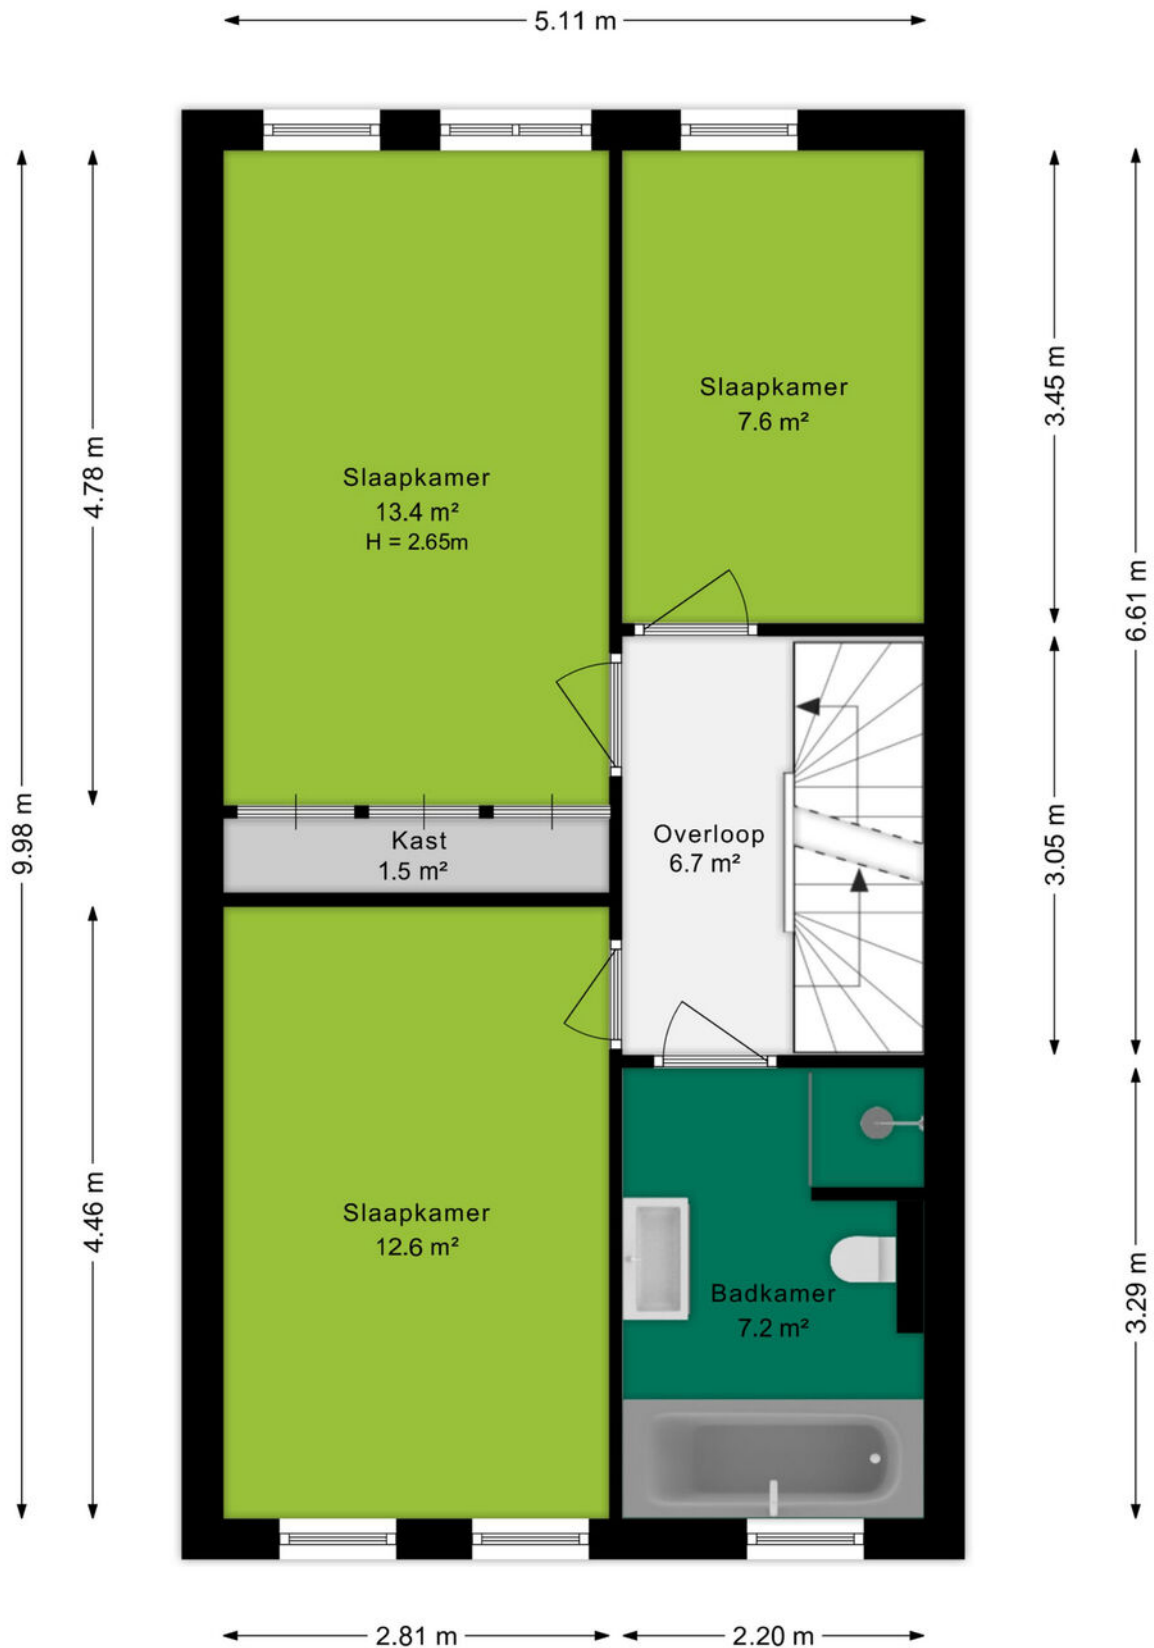 5.11 m
Slaapkamer
7.6 m²
3.45 m
4.78 m
Slaapkamer
13.4 m²
H = 2.65m
6.61 m
9.98 m
Kast
1.5 m²
Overloop
6.7 m²
3.05 m
4.46 m
Slaapkamer
12.6 m²
Badkamer
7.2 m²
3.29 m
2.81 m
2.20 m